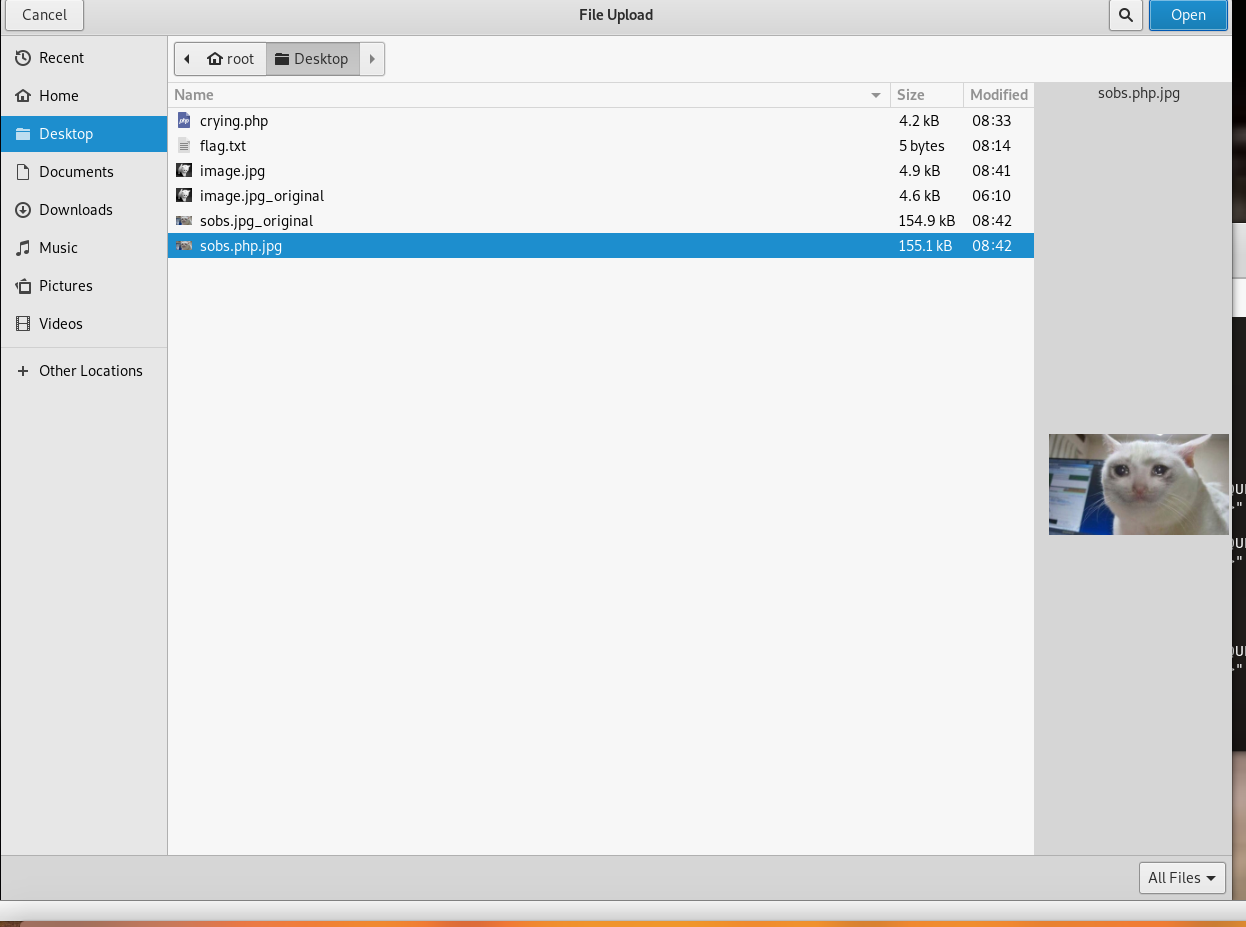 Cancel
File Upload
Open
Recent
Home
Desktop
Documents
Downloads
Music
Pictures
Videos
Other Locations
root Desktop
Name Size Modified
crying.php 4.2 kB 08:33
flag.txt 5 bytes 08:14
image.jpg 4.9 kB 08:41
image.jpg_original 4.6 kB 06:10
sobs.jpg_original 154.9 kB 08:42
sobs.php.jpg 155.1 kB 08:42
sobs.php.jpg
All Files